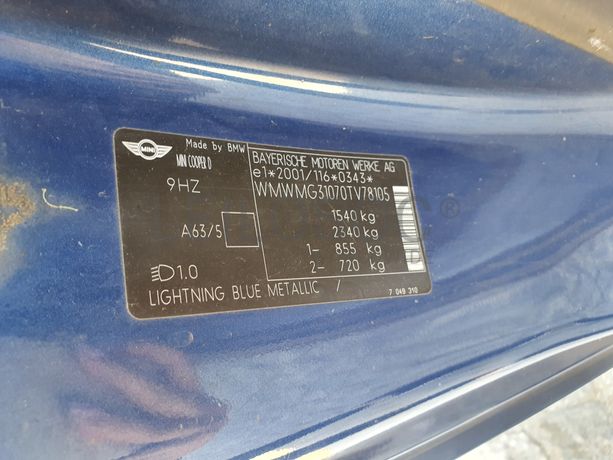 MINI
Made by BMW
MINI COOPER D
BAYERISCHE MOTOREN WERKE AG
e1*2001/116*0343*
9HZ
WMWMG31070TV78105
1540 kg
A63/5
2340 kg
1- 855 kg
2- 720 kg
1.0
LIGHTNING BLUE METALLIC /
7 049 310